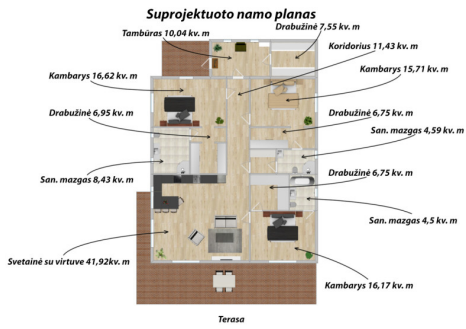 Suprojektuoto namo planas
Drabužinė 7,55 kv. m
Tambūras 10,04 kv. m
Koridorius 11,43 kv. m
Kambarys 16,62 kv. m
Kambarys 15,71 kv. m
Drabužinė 6,95 kv. m
Drabužinė 6,75 kv. m
San. mazgas 4,59 kv. m
San. mazgas 8,43 kv. m
Drabužinė 6,75 kv. m
San. mazgas 4,5 kv. m
Svetainė su virtuve 41,92kv. m
Kambarys 16,17 kv. m
Terasa